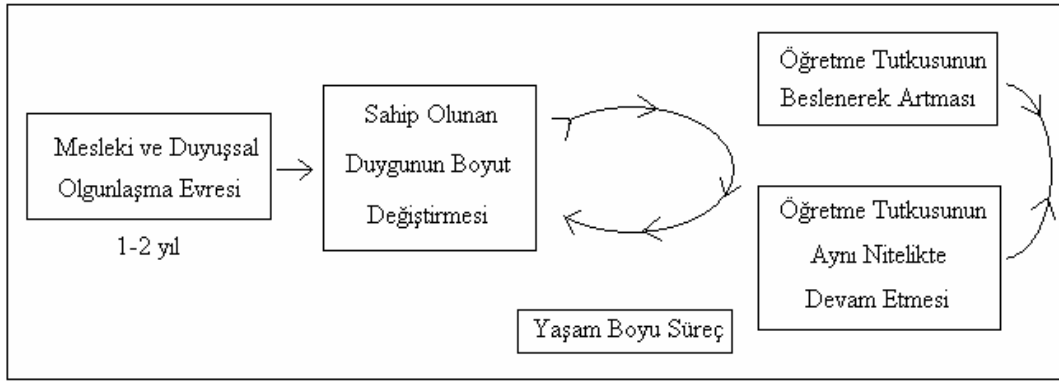 Mesleki ve Duyuşsal
Olgunlaşma Evresi
1-2 yıl
Sahip Olunan
Duygunun Boyut
Değiştirmesi
Öğretme Tutkusunun
Beslenerek Artması
Öğretme Tutkusunun
Aynı Nitelikte
Devam Etmesi
Yaşam Boyu Süreç